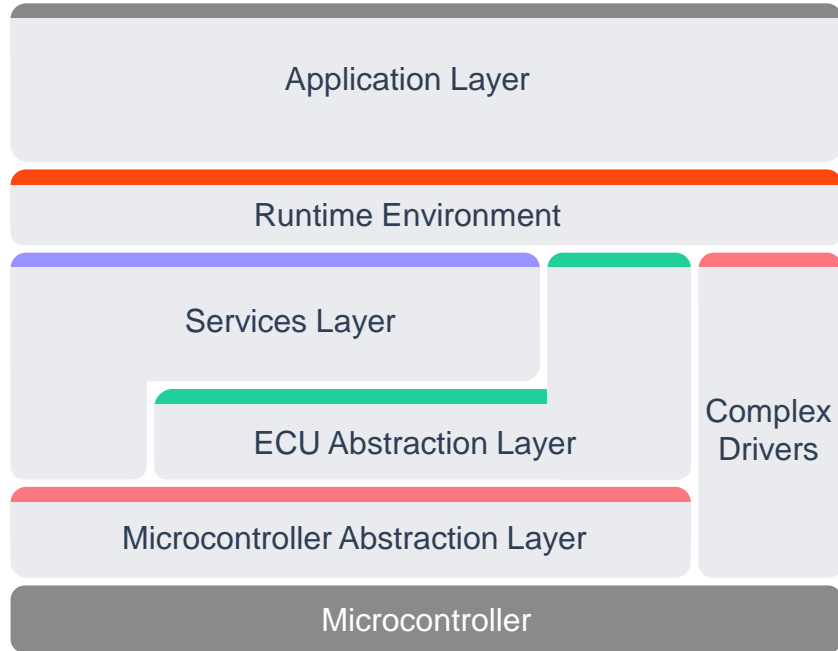 Application Layer
Runtime Environment
Services Layer
ECU Abstraction Layer
Complex
Drivers
Microcontroller Abstraction Layer
Microcontroller